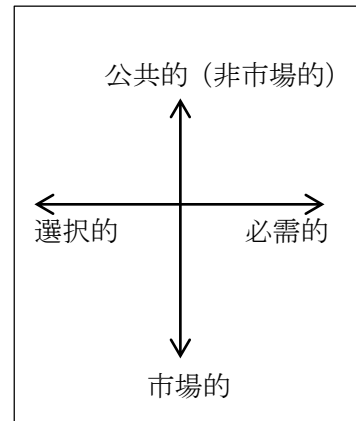 公共的（非市場的）
選択的
必需的
市場的